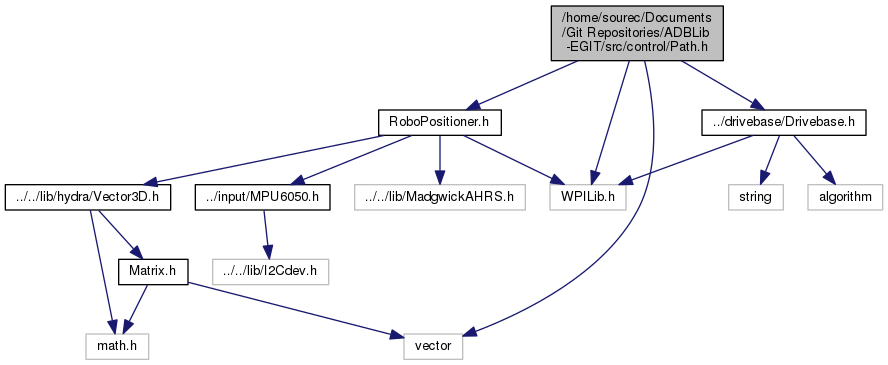 /home/sourec/Documents
/Git Repositories/ADBLib
-EGIT/src/control/Path.h
RoboPositioner.h
../drivebase/Drivebase.h
../../lib/hydra/Vector3D.h
../input/MPU6050.h
../../lib/MadgwickAHRS.h
WPILib.h
string
algorithm
Matrix.h
../../lib/I2Cdev.h
math.h
vector